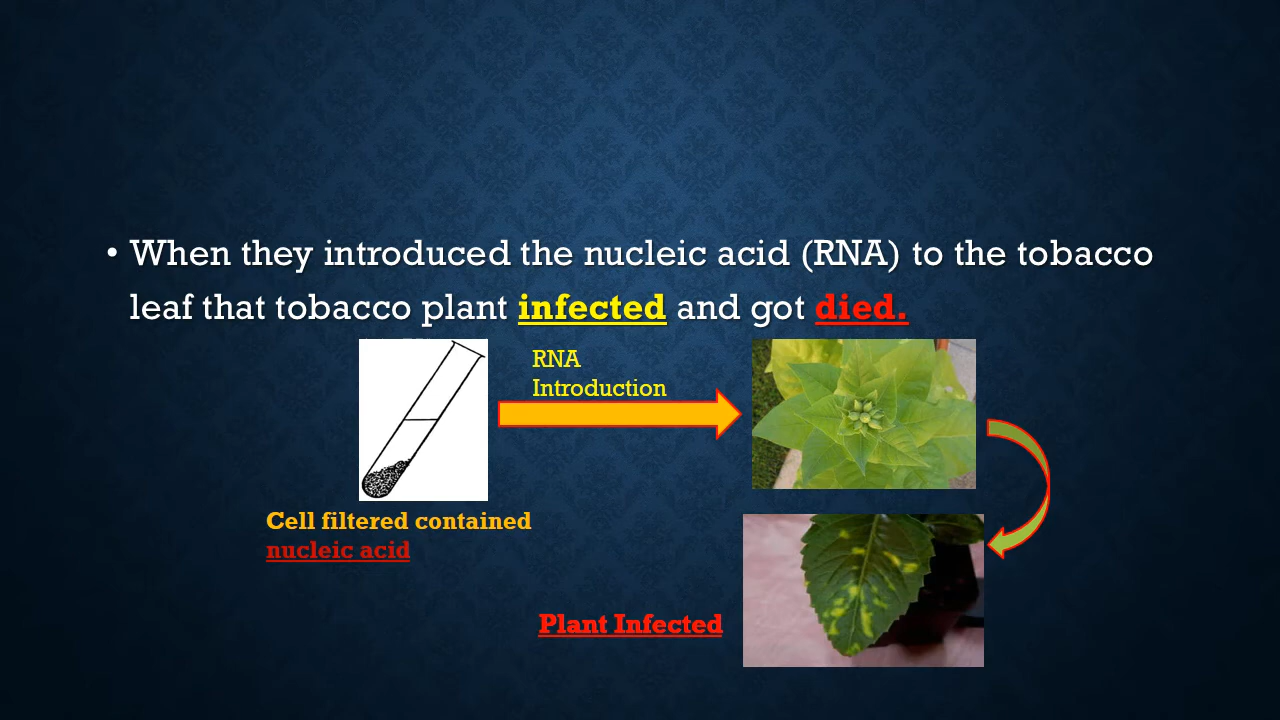 • When they introduced the nucleic acid (RNA) to the tobacco
leaf that tobacco plant infected and got died.
RNA
Introduction
Cell filtered contained
nucleic acid
Plant Infected